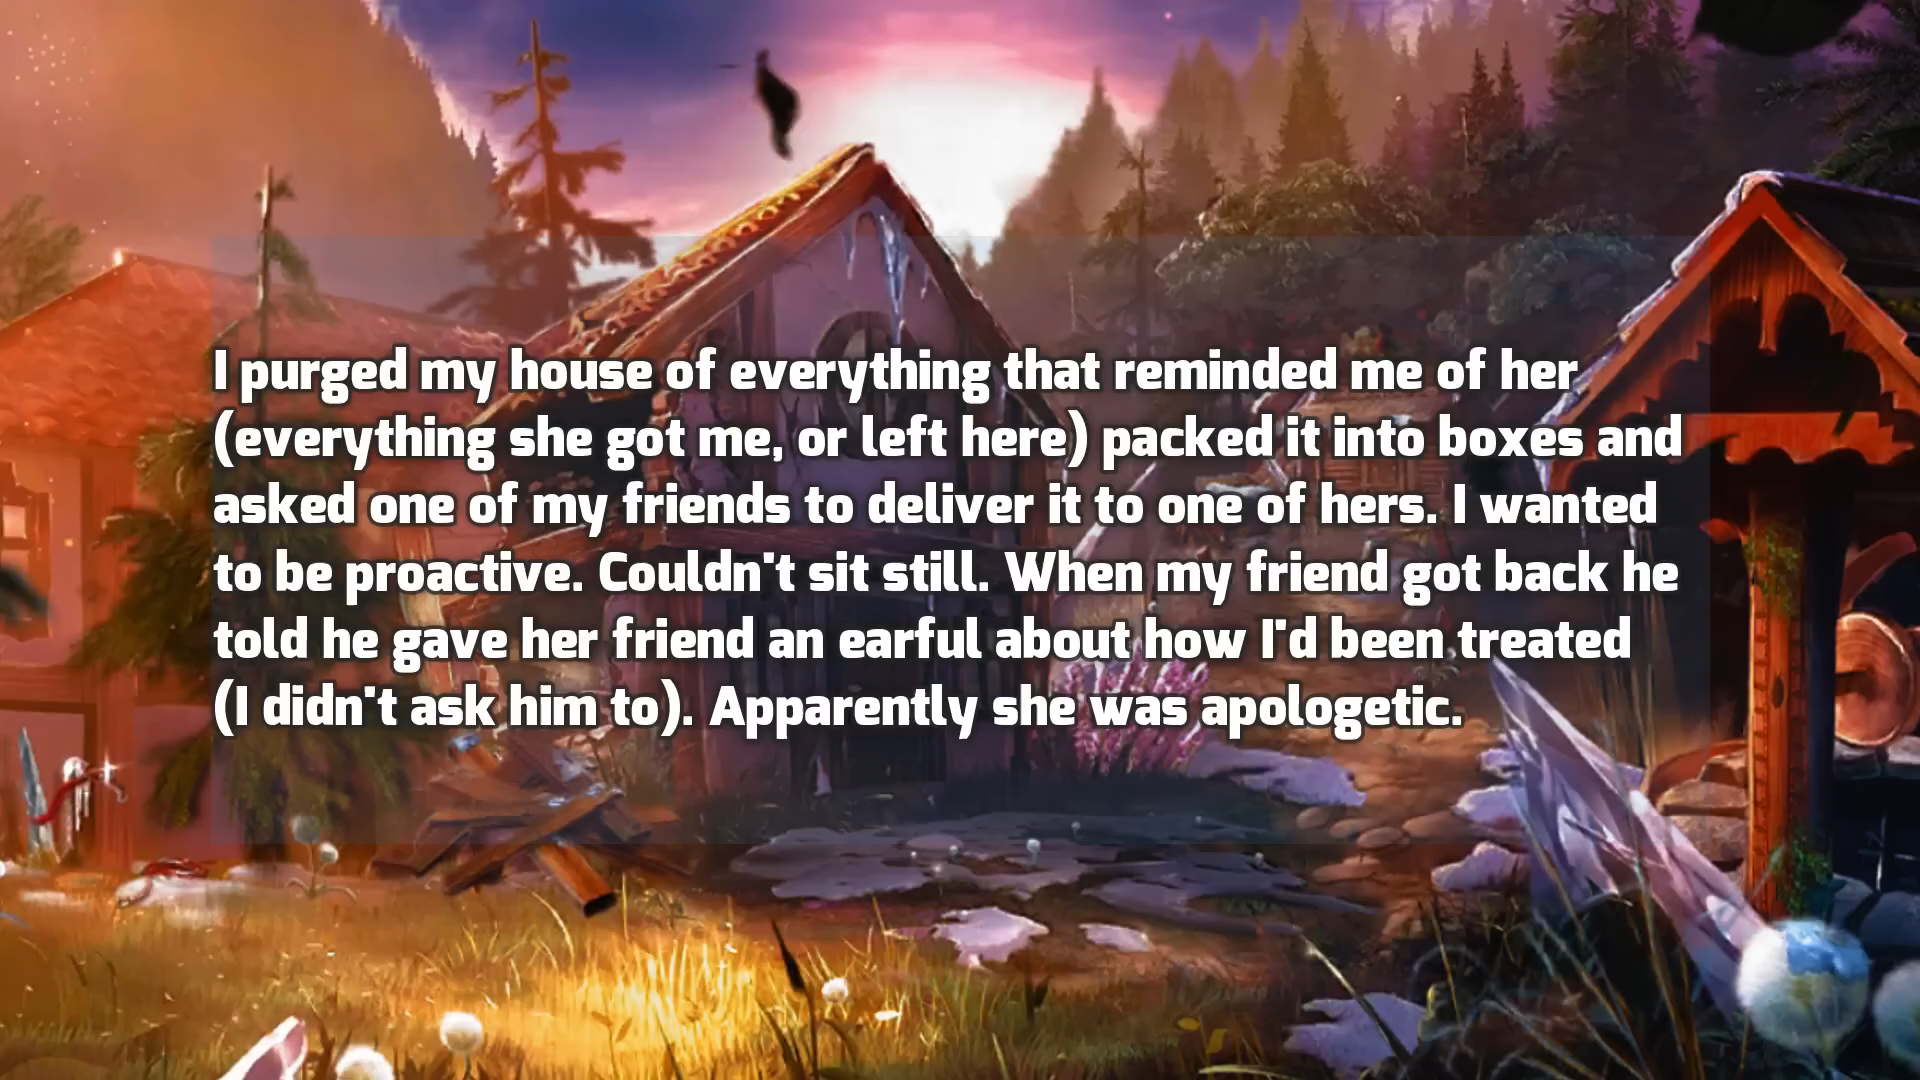 I purged my house of everything that reminded me of her
(everything she got me, or left here) packed it into boxes and
asked one of my friends to deliver it to one of hers. I wanted
to be proactive. Couldn't sit still. When my friend got back he
told he gave her friend an earful about how I'd been treated
(I didn't ask him to). Apparently she was apologetic.